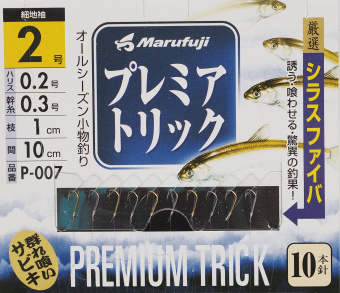 細地袖
2号
ハリス 0.2号
幹糸 0.3号
枝 1cm
間 10cm
品番 P-007
オールシーズン小物釣り
Marufuji
プレミア
トリック
厳選
シラスファイバ
誘う・喰わせる・驚異の釣果!
群れ喰い
サビキ
PREMIUM TRICK
10本針